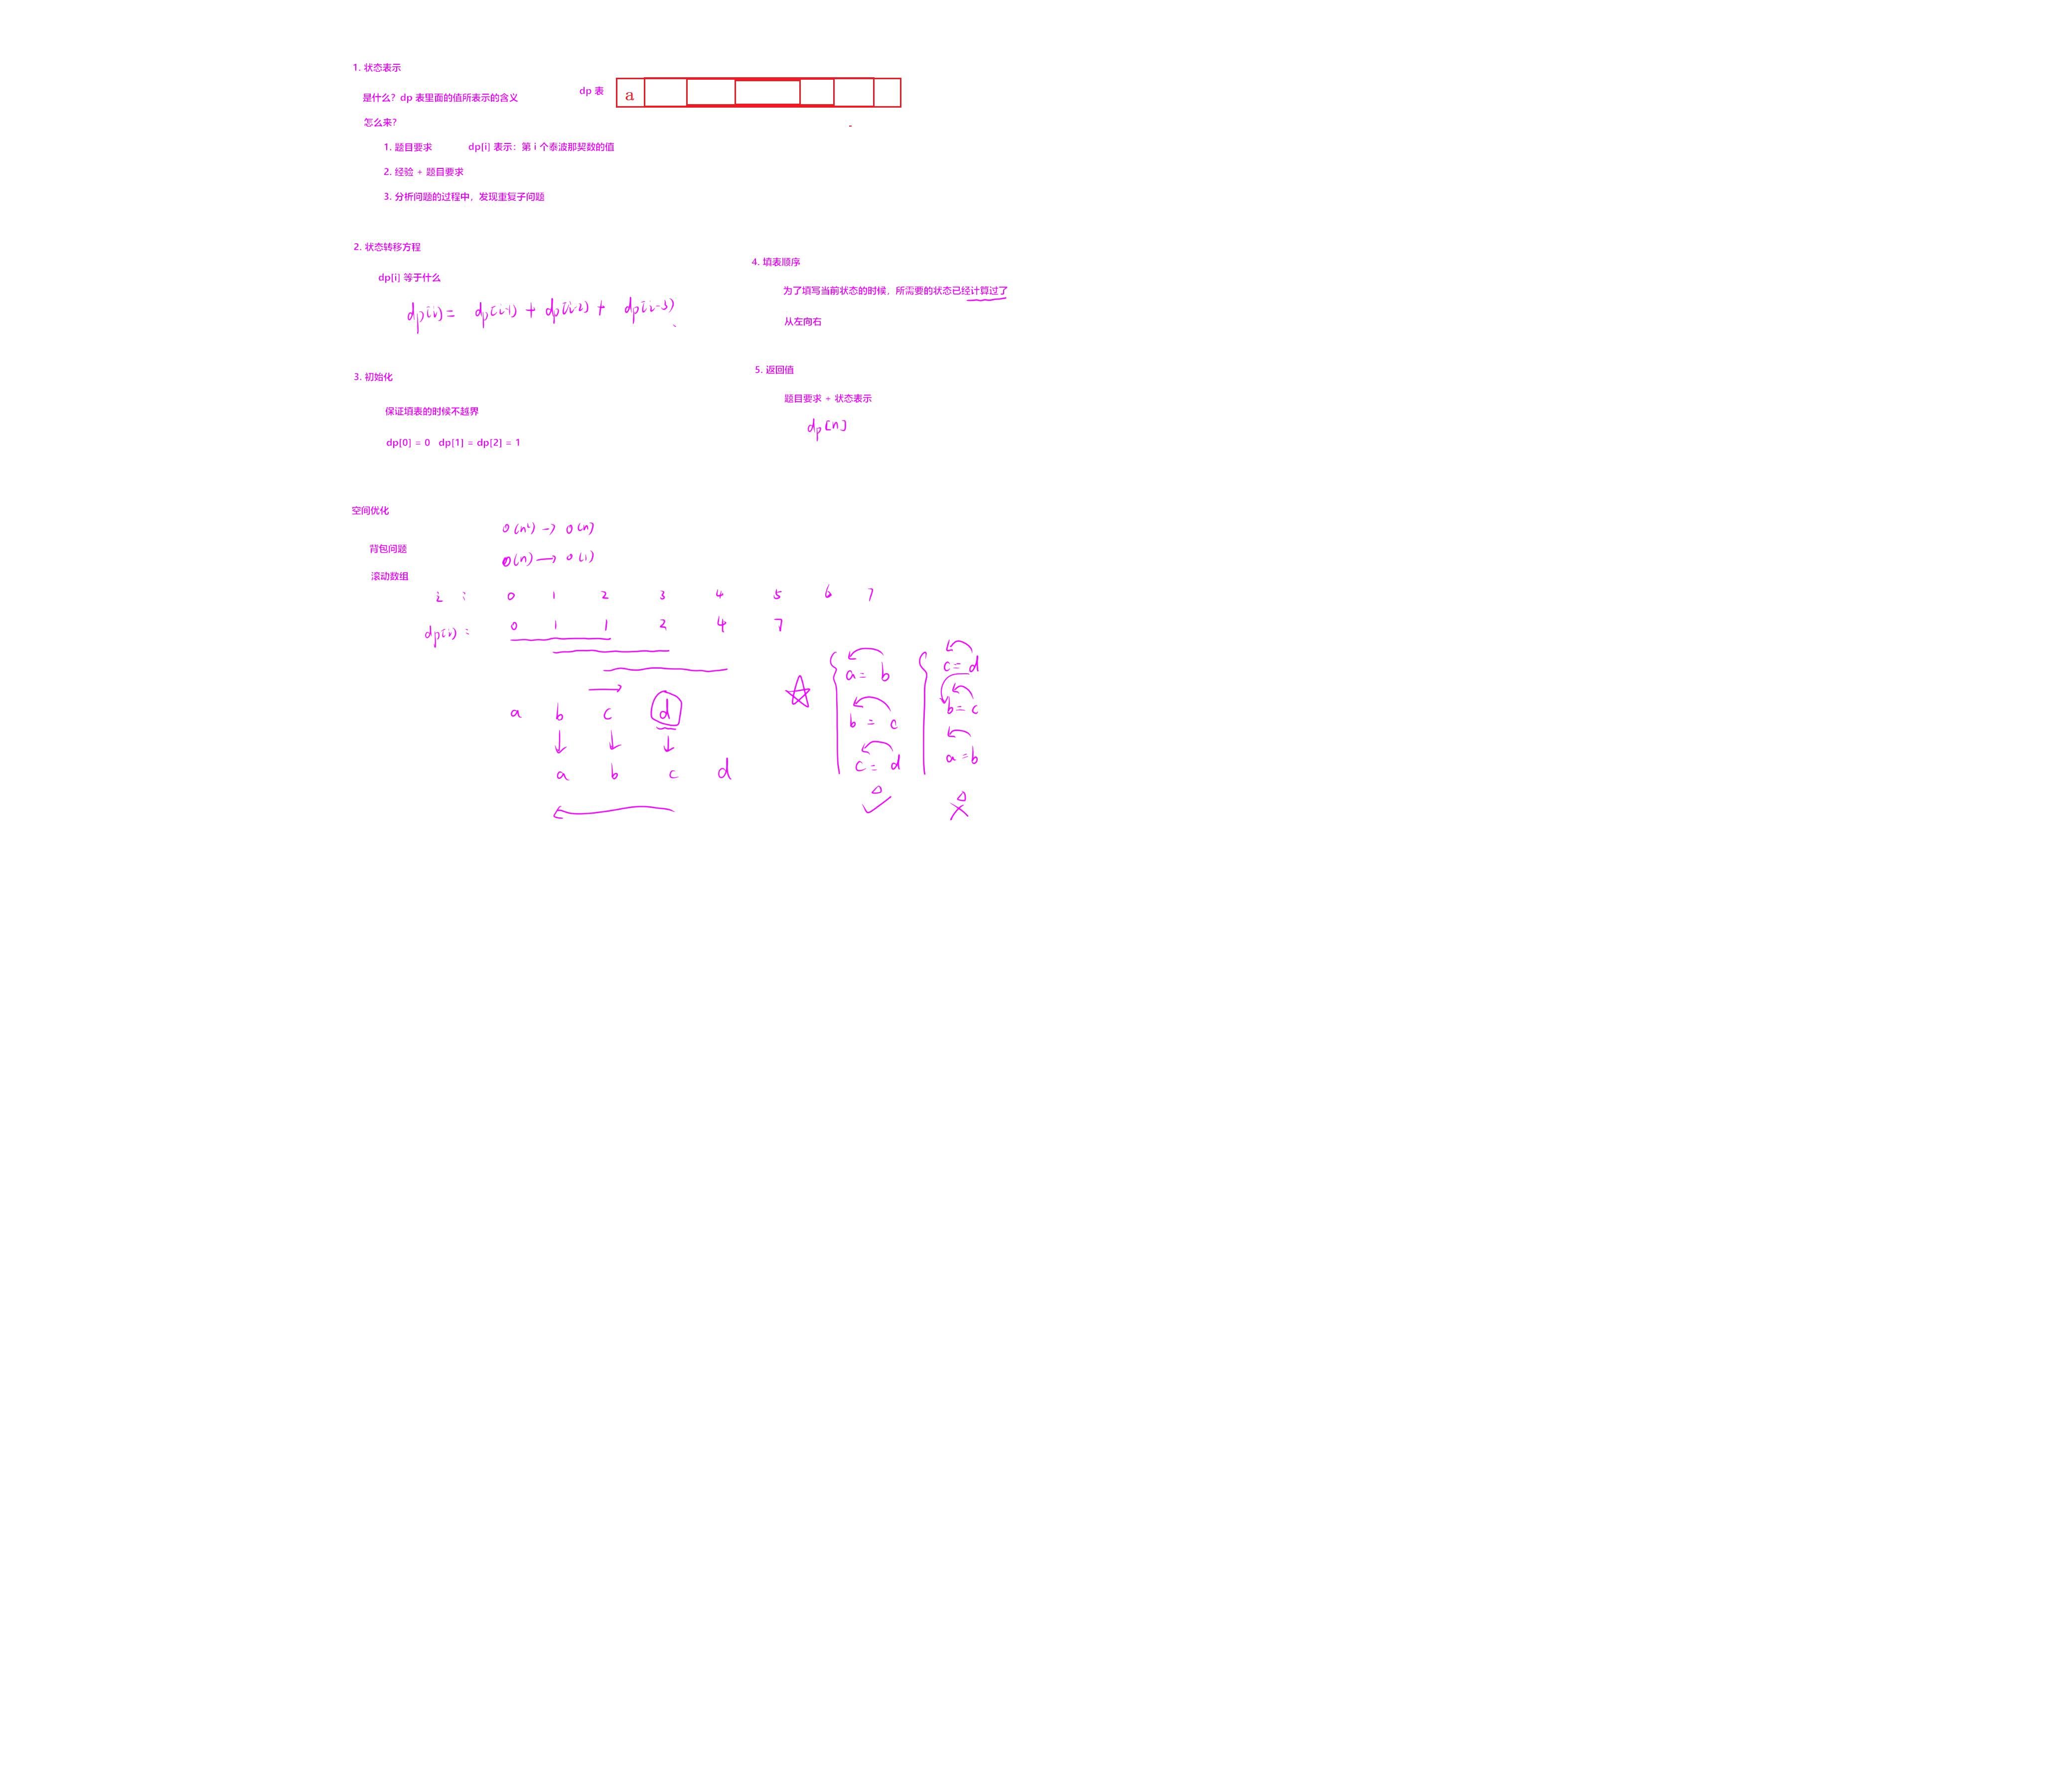 1. 状态表示
是什么？dp 表里面的值所表示的含义
dp 表
a
怎么来？
1. 题目要求
dp[i] 表示：第 i 个泰波那契数的值
2. 经验 + 题目要求
3. 分析问题的过程中，发现重复子问题
2. 状态转移方程
dp[i] 等于什么
dp[i] = dp[i-1] + dp[i-2] + dp[i-3]
3. 初始化
保证填表的时候不越界
dp[0] = 0 dp[1] = dp[2] = 1
4. 填表顺序
为了填写当前状态的时候，所需要的状态已经计算过了
从左向右
5. 返回值
题目要求 + 状态表示
dp[n]
空间优化
O(n²) → O(n)
背包问题
O(n) → O(1)
滚动数组
i : 0 1 2 3 4 5 6 7
dp[i] : 0 1 1 2 4 7
a b c d
a b c d
a = b
b = c
c = d
c = d
b = c
a = b